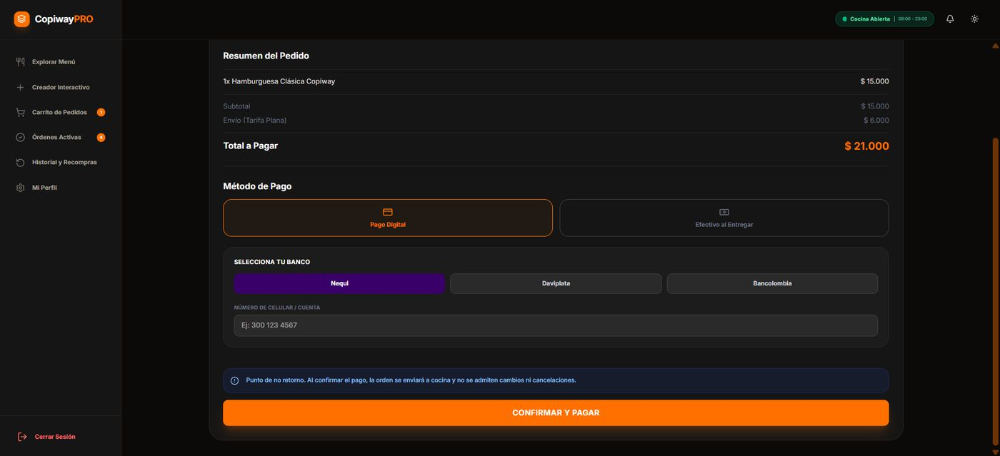 CopiwayPRO
Cocina Abierta | 08:00 - 23:00
Explorar Menú
Creador Interactivo
Carrito de Pedidos 1
Órdenes Activas 4
Historial y Recompras
Mi Perfil
Cerrar Sesión
Resumen del Pedido
1x Hamburguesa Clásica Copiway $ 15.000
Subtotal $ 15.000
Envío (Tarifa Plana) $ 6.000
Total a Pagar $ 21.000
Método de Pago
Pago Digital Efectivo al Entregar
SELECCIONA TU BANCO
Nequi Daviplata Bancolombia
NÚMERO DE CELULAR / CUENTA
Ej: 300 123 4567
Punto de no retorno. Al confirmar el pago, la orden se enviará a cocina y no se admiten cambios ni cancelaciones.
CONFIRMAR Y PAGAR